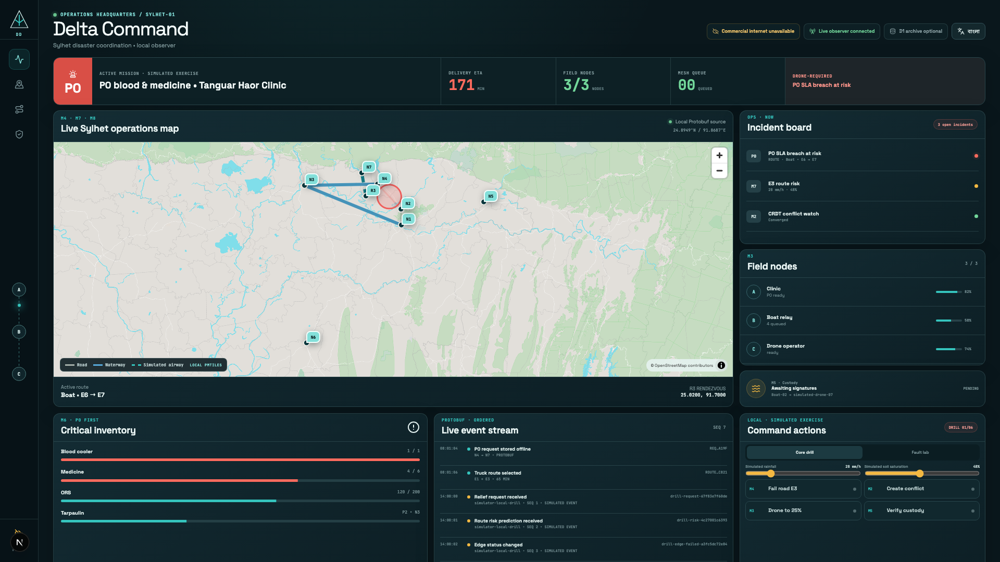 DD
OPERATIONS HEADQUARTERS / SYLHET-01
Delta Command
Sylhet disaster coordination • local observer
Commercial internet unavailable
Live observer connected
D1 archive optional
বাংলা
P0
ACTIVE MISSION · SIMULATED EXERCISE
P0 blood & medicine • Tanguar Haor Clinic
DELIVERY ETA
171 MIN
FIELD NODES
3/3 NODES
MESH QUEUE
00 QUEUED
DRONE-REQUIRED
P0 SLA breach at risk
M4 · M7 · M8
Live Sylhet operations map
Local Protobuf source
24.8949°N / 91.8687°E
N7
N3
N4
R3
N5
N2
N1
N6
+
−
Road
Waterway
Simulated airway
LOCAL PMTILES
© OpenStreetMap contributors
Active route
Boat • E6 → E7
R3 RENDEZVOUS
25.0200, 91.7000
OPS · NOW
Incident board
3 open incidents
P0
P0 SLA breach at risk
ROUTE · Boat • E6 → E7
M7
E3 route risk
28 mm/h · 48%
M2
CRDT conflict watch
Converged
M3
Field nodes
3 / 3
A
Clinic
P0 ready
82%
B
Boat relay
4 queued
58%
C
Drone operator
ready
74%
M5 · Custody
Awaiting signatures
Boat-02 → simulated-drone-07
PENDING
A
B
C
N
M6 · P0 FIRST
Critical inventory
Blood cooler
1 / 1
Medicine
4 / 6
ORS
120 / 200
Tarpaulin
P2 · N3
PROTOBUF · ORDERED
Live event stream
SEQ 7
08:01:04
P0 request stored offline
REQ_A19F
N4 → N7 • PROTOBUF
08:01:06
Truck route selected
ROUTE_C821
E1 + E3 · 65 MIN
14:00:00
Relief request received
drill-request-67f83e7f60de
simulator-local-drill • SEQ 1 • SIMULATED EVENT
14:00:01
Route risk prediction received
drill-risk-4c27001c6393
simulator-local-drill • SEQ 2 • SIMULATED EVENT
14:00:02
Edge status changed
drill-edge-failed-a3fc5dc72e84
simulator-local-drill • SEQ 3 • SIMULATED EVENT
LOCAL · SIMULATED EXERCISE
Command actions
DRILL 01/06
Core drill
Fault lab
Simulated rainfall
28 mm/h
Simulated soil saturation
48%
M4
Fail road E3
M2
Create conflict
M3
Drone to 25%
M5
Verify custody